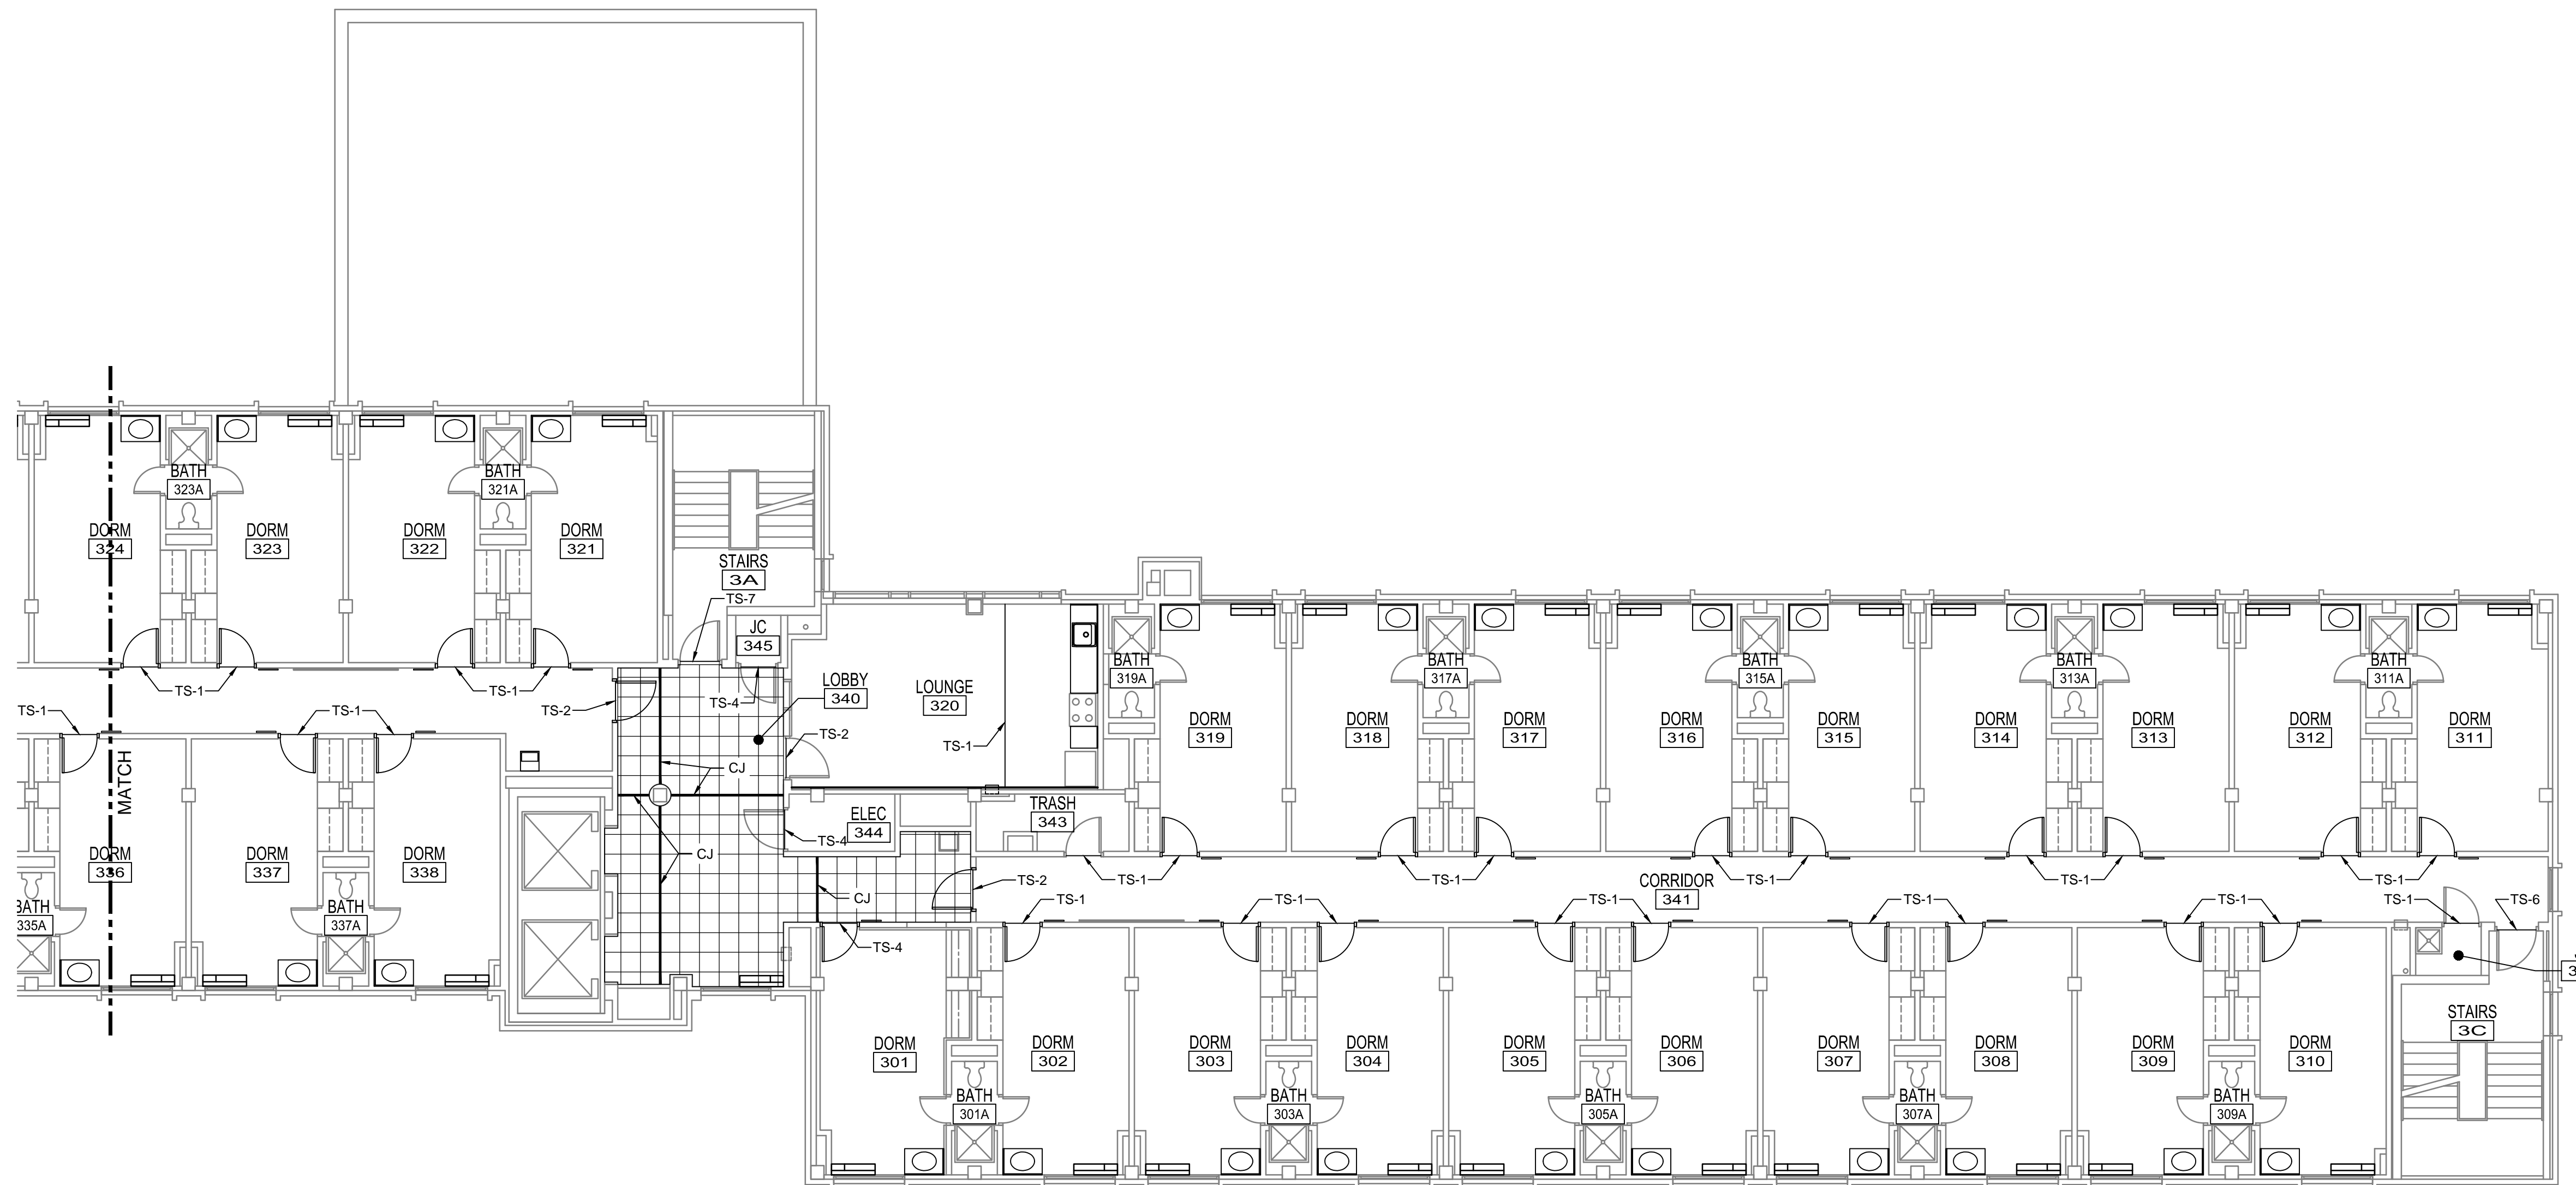 BATH
323A
BATH
321A
DORM
324
DORM
323
DORM
322
DORM
321
STAIRS
3A
TS-7
JC
345
TS-1
TS-1
TS-1
TS-1
TS-2
TS-4
LOBBY
340
LOUNGE
320
TS-2
TS-1
CJ
MATCH
BATH
319A
BATH
317A
BATH
315A
BATH
313A
BATH
311A
DORM
319
DORM
318
DORM
317
DORM
316
DORM
315
DORM
314
DORM
313
DORM
312
DORM
311
ELEC
344
TRASH
343
TS-4
CJ
DORM
336
DORM
337
DORM
338
BATH
335A
BATH
337A
TS-1
TS-1
TS-1
TS-1
TS-1
TS-2
CJ
CORRIDOR
341
TS-1
TS-1
TS-1
TS-1
TS-1
TS-1
TS-6
TS-4
STAIRS
3C
DORM
301
DORM
302
DORM
303
DORM
304
DORM
305
DORM
306
DORM
307
DORM
308
DORM
309
DORM
310
BATH
301A
BATH
303A
BATH
305A
BATH
307A
BATH
309A